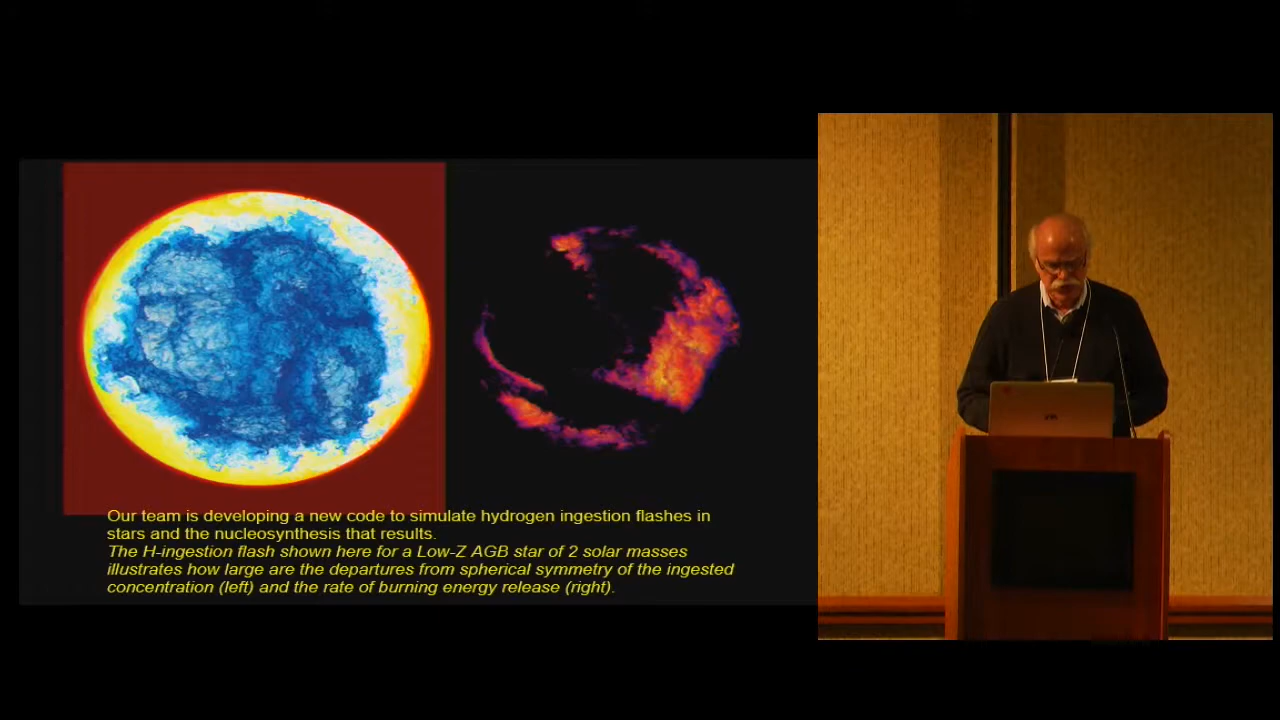 Our team is developing a new code to simulate hydrogen ingestion flashes in
stars and the nucleosynthesis that results.
The H-ingestion flash shown here for a Low-Z AGB star of 2 solar masses
illustrates how large are the departures from spherical symmetry of the ingested
concentration (left) and the rate of burning energy release (right).